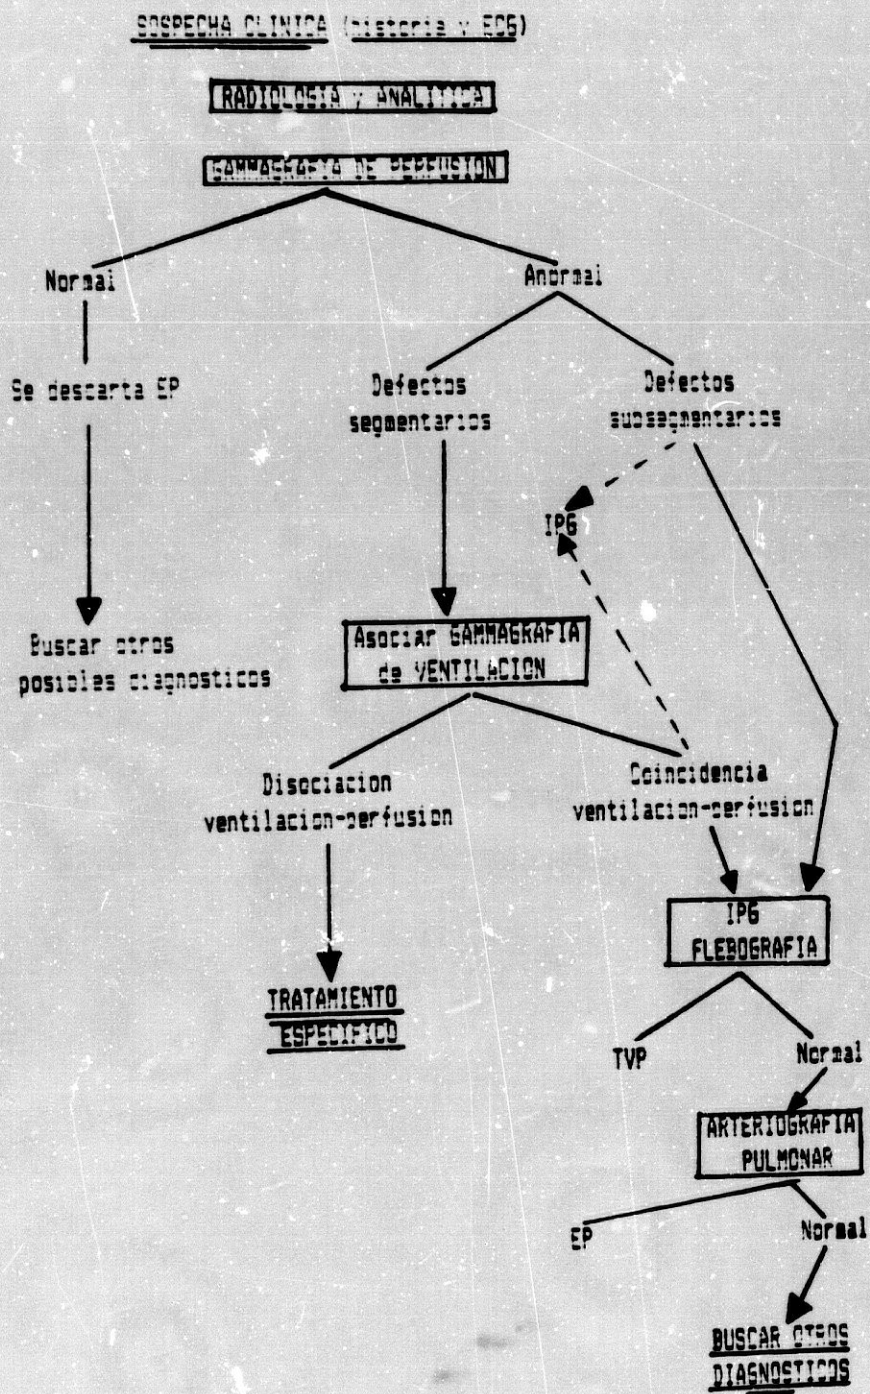 SOSPECHA CLINICA (historia y ECG)
RADIOLOGIA y ANALITICA
GAMMAGRAFIA DE PERFUSION
Normal
Anormal
Se descarta EP
Defectos
segmentarios
Defectos
subsegmentarios
IPG
Buscar otros
posibles diagnosticos
Asociar GAMMAGRAFIA
de VENTILACION
Disociacion
ventilacion-perfusion
Coincidencia
ventilacion-perfusion
IPG
FLEBOGRAFIA
TRATAMIENTO
ESPECIFICO
TVP
Normal
ARTERIOGRAFIA
PULMONAR
EP
Normal
BUSCAR OTROS
DIAGNOSTICOS